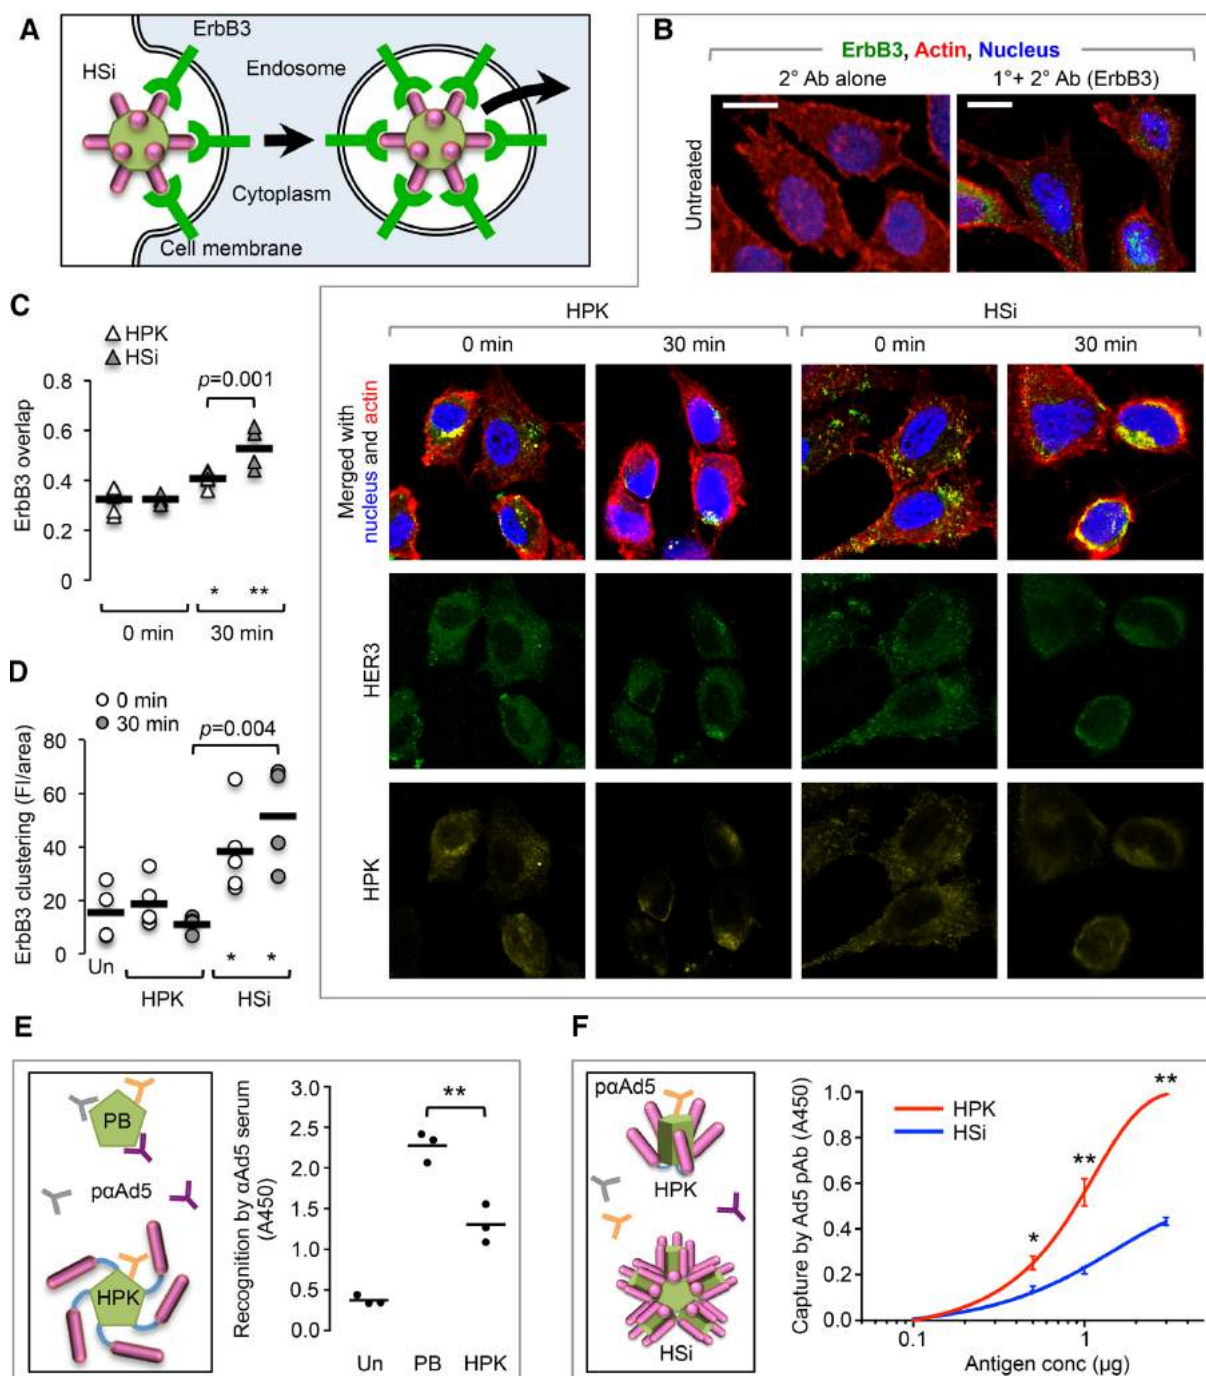 A
ErbB3
HSi
Endosome
Cytoplasm
Cell membrane
B
ErbB3, Actin, Nucleus
2° Ab alone
1°+ 2° Ab (ErbB3)
Untreated
HPK
HSi
0 min
30 min
0 min
30 min
Merged with
nucleus and actin
HER3
HPK
C
HPK
HSi
p=0.001
ErbB3 overlap
0.8
0.6
0.4
0.2
0
* **
0 min
30 min
D
0 min
30 min
p=0.004
ErbB3 clustering (FI/area)
80
60
40
20
0
Un
* *
HPK
HSi
E
PB
pαAd5
HPK
Recognition by αAd5 serum
(A450)
3.0
2.5
2.0
1.5
1.0
0.5
0.0
**
Un
PB
HPK
F
pαAd5
HPK
HSi
Capture by Ad5 pAb (A450)
1.0
0.8
0.6
0.4
0.2
0.0
HPK
HSi
*
**
**
0.1
1
Antigen conc (μg)